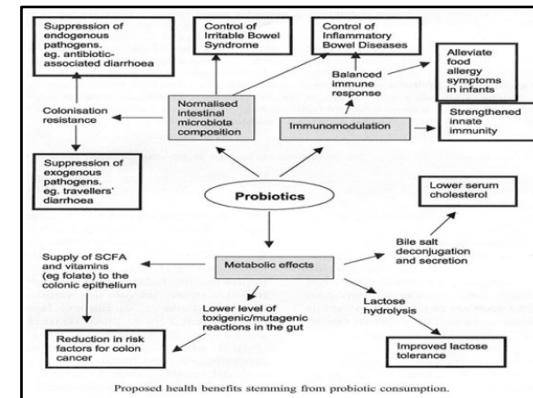 Suppression of
endogenous
pathogens.
eg. antibiotic-
associated diarrhoea
Control of
Irritable Bowel
Syndrome
Control of
Inflammatory
Bowel Diseases
Alleviate
food
allergy
symptoms
in infants
Balanced
immune
response
Colonisation
resistance
Normalised
intestinal
microbiota
composition
Immunomodulation
Strengthened
innate
immunity
Suppression of
exogenous
pathogens.
eg. travellers'
diarrhoea
Probiotics
Lower serum
cholesterol
Supply of SCFA
and vitamins
(eg folate) to the
colonic epithelium
Metabolic effects
Bile salt
deconjugation
and secretion
Lower level of
toxigenic/mutagenic
reactions in the gut
Lactose
hydrolysis
Reduction in risk
factors for colon
cancer
Improved lactose
tolerance
Proposed health benefits stemming from probiotic consumption.